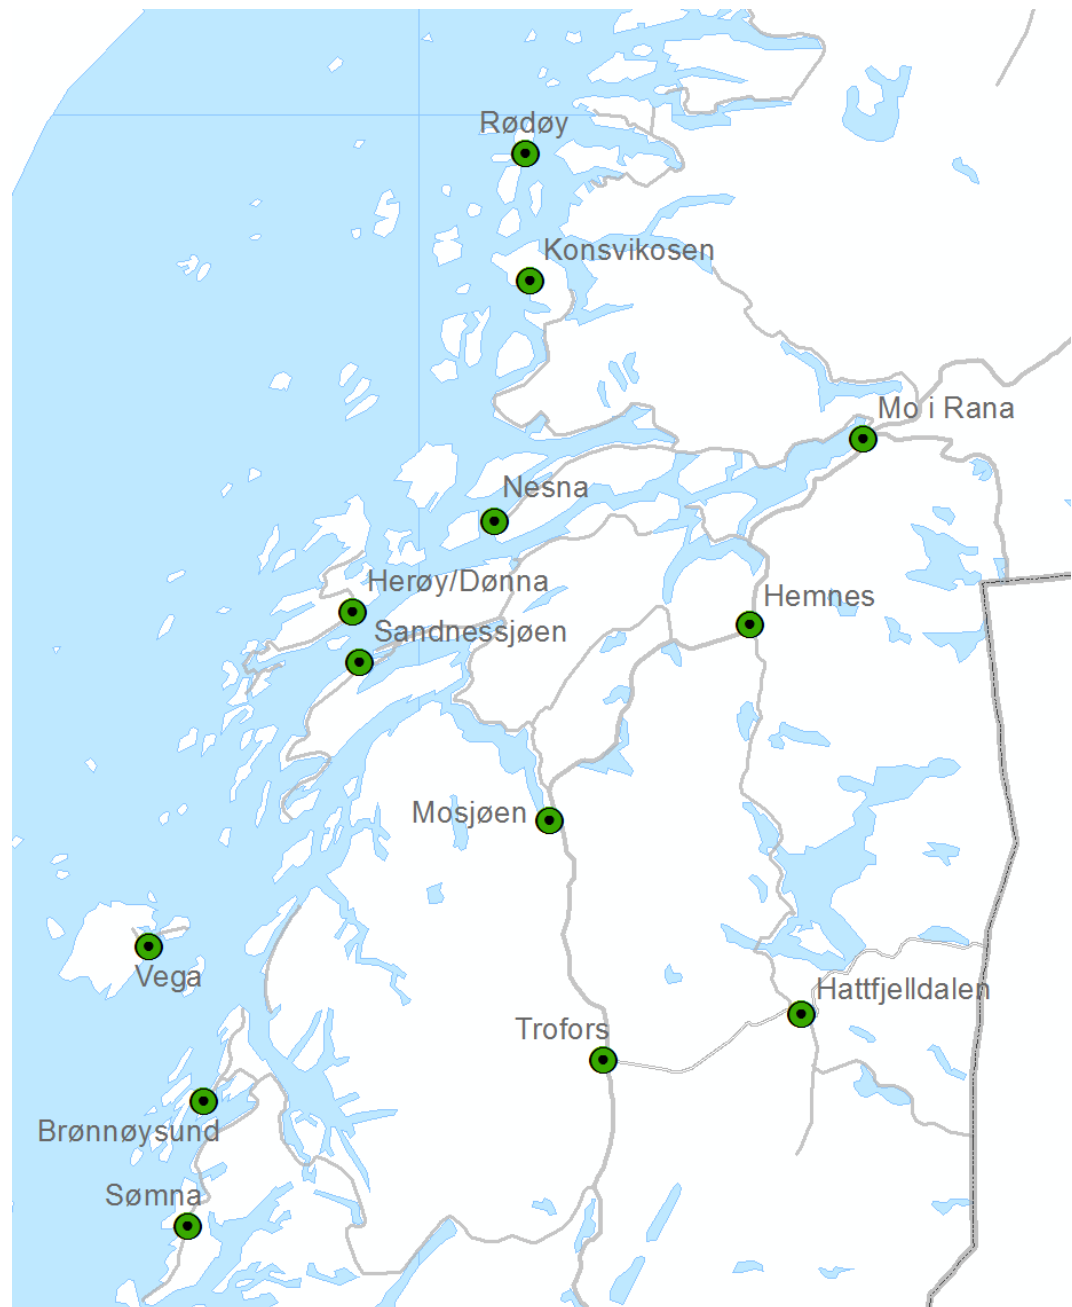 Rødøy
Konsvikosen
Mo i Rana
Nesna
Herøy/Dønna
Hemnes
Sandnessjøen
Mosjøen
Vega
Hattfjelldalen
Trofors
Brønnøysund
Sømna